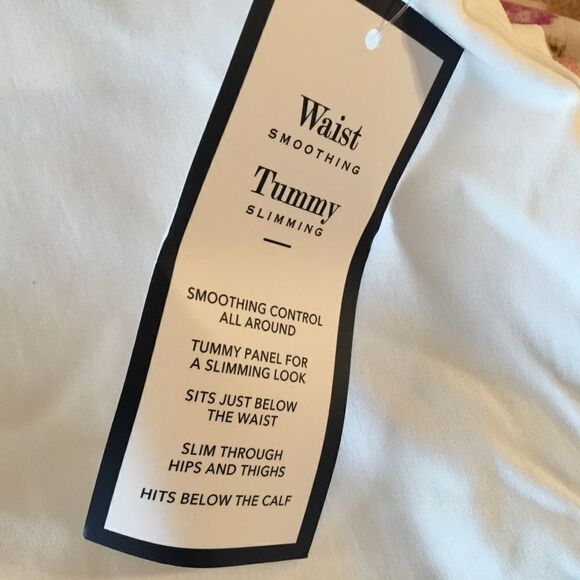 Waist
SMOOTHING
Tummy
SLIMMING
SMOOTHING CONTROL
ALL AROUND
TUMMY PANEL FOR
A SLIMMING LOOK
SITS JUST BELOW
THE WAIST
SLIM THROUGH
HIPS AND THIGHS
HITS BELOW THE CALF